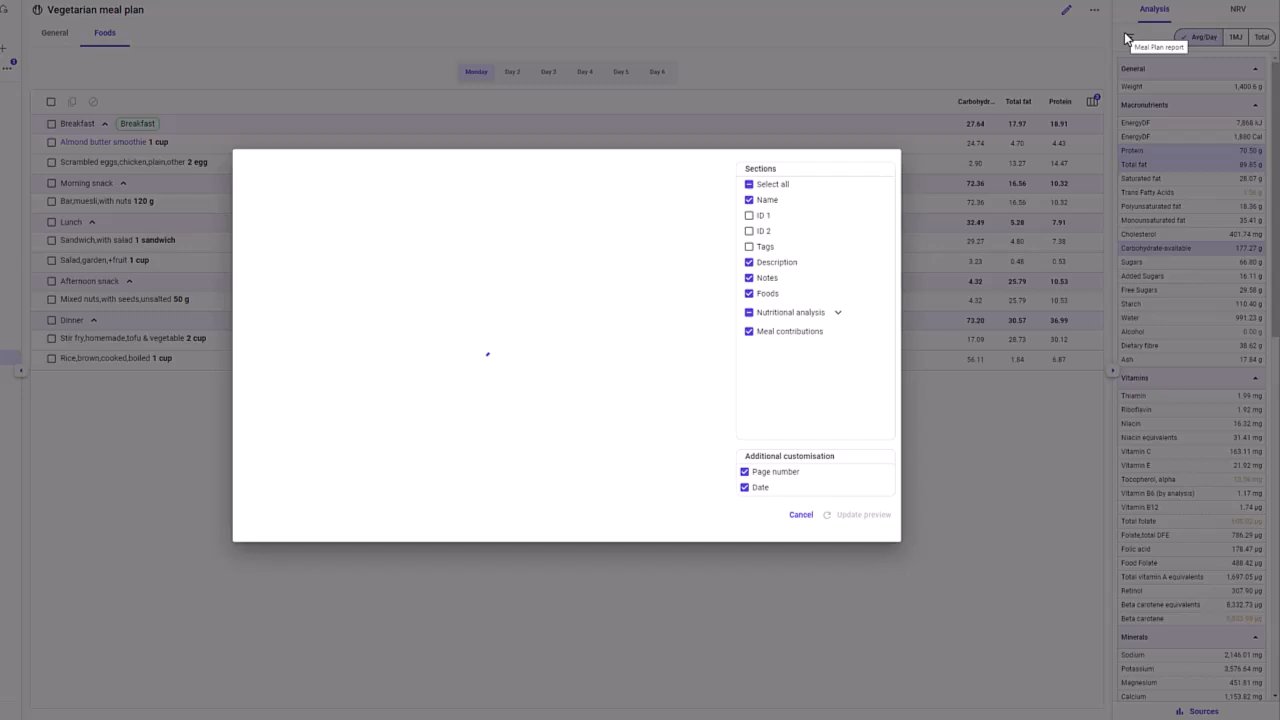 Vegetarian meal plan
General Foods
Monday Day 2 Day 3 Day 4 Day 5 Day 6
Carbohydr... Total fat Protein
Breakfast Breakfast 27.64 17.97 18.91
Almond butter smoothie 1 cup 24.74 4.70 4.43
Scrambled eggs,chicken,plain,other 2 egg 2.90 13.27 14.47
Morning snack 72.36 16.56 10.32
Bar,muesli,with nuts 120 g 72.36 16.56 10.32
Lunch 32.49 5.28 7.91
Sandwich,with salad 1 sandwich 29.27 4.80 7.38
Salad,garden,+fruit 1 cup 3.23 0.48 0.53
Afternoon snack 4.32 25.79 10.53
Mixed nuts,with seeds,unsalted 50 g 4.32 25.79 10.53
Dinner 73.20 30.57 36.99
Stir fry,homemade,tofu & vegetable 2 cup 17.09 28.73 30.12
Rice,brown,cooked,boiled 1 cup 56.11 1.84 6.87
Sections
Select all
Name
ID 1
ID 2
Tags
Description
Notes
Foods
Nutritional analysis
Meal contributions
Additional customisation
Page number
Date
Cancel Update preview
Analysis NRV
Avg/Day 1MJ Total
Meal Plan report
General
Weight 1,400.6 g
Macronutrients
EnergyDF 7,868 kJ
EnergyDF 1,880 Cal
Protein 70.50 g
Total fat 89.85 g
Saturated fat 28.07 g
Trans Fatty Acids
Polyunsaturated fat 18.36 g
Monounsaturated fat 35.41 g
Cholesterol 401.74 mg
Carbohydrate-available 177.27 g
Sugars 66.80 g
Added Sugars 16.11 g
Free Sugars 29.58 g
Starch 110.40 g
Water 991.23 g
Alcohol 0.00 g
Dietary fibre 38.62 g
Ash 17.84 g
Vitamins
Thiamin 1.99 mg
Riboflavin 1.92 mg
Niacin 16.32 mg
Niacin equivalents 31.41 mg
Vitamin C 163.11 mg
Vitamin E 21.92 mg
Tocopherol, alpha
Vitamin B6 (by analysis) 1.17 mg
Vitamin B12 1.74 µg
Total folate
Folate,total DFE 786.29 µg
Folic acid 178.47 µg
Food Folate 488.42 µg
Total vitamin A equivalents 1,697.05 µg
Retinol 307.90 µg
Beta carotene equivalents 8,332.73 µg
Beta carotene
Minerals
Sodium 2,146.01 mg
Potassium 3,576.64 mg
Magnesium 451.81 mg
Calcium 1,153.82 mg
Sources